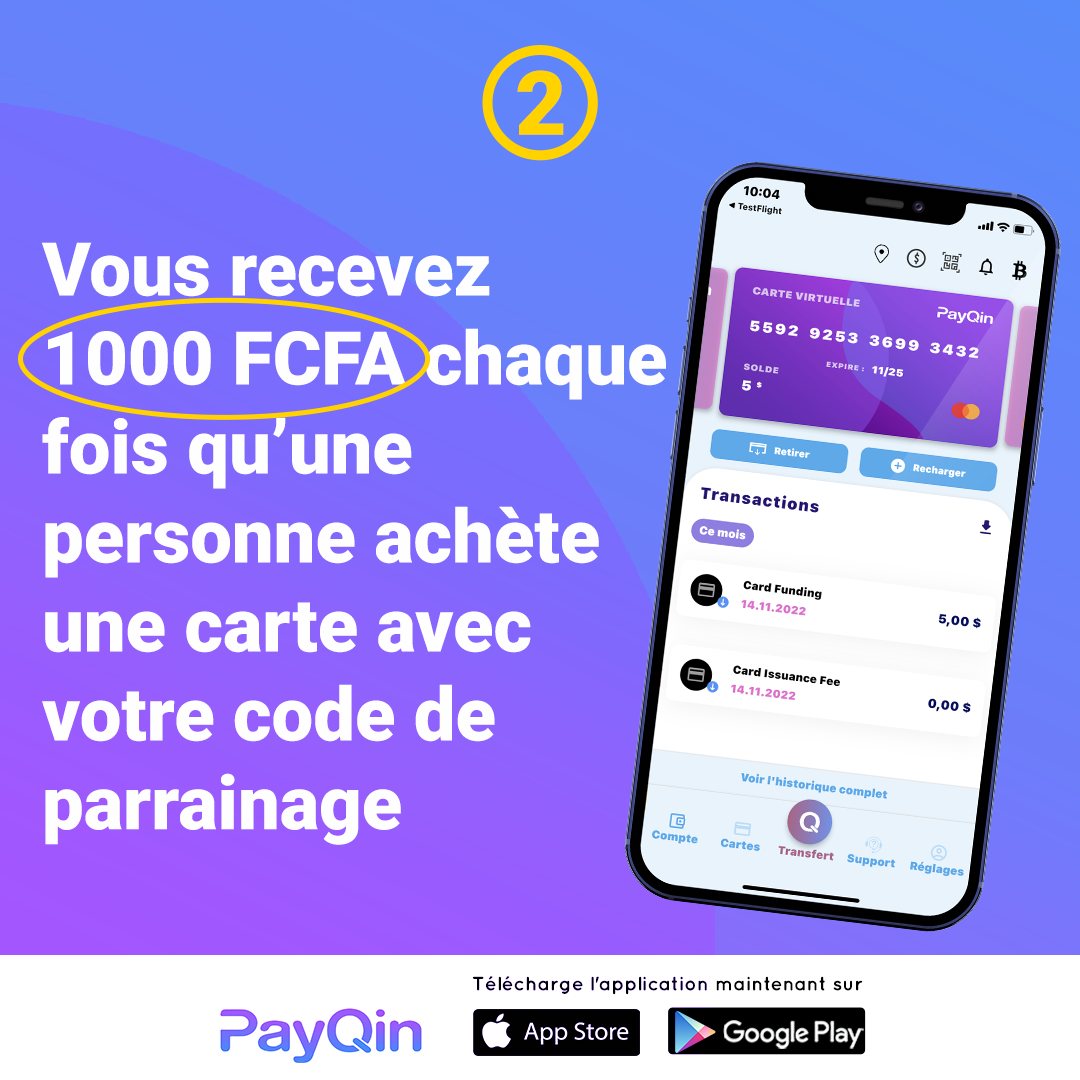 2
Vous recevez
1000 FCFA chaque
fois qu'une
personne achète
une carte avec
votre code de
parrainage
10:04
◀ TestFlight
CARTE VIRTUELLE
PayQin
5592 9253 3699 3432
SOLDE
EXPIRE : 11/25
5 $
Retirer
Recharger
Transactions
Ce mois
Card Funding
14.11.2022
5,00 $
Card Issuance Fee
14.11.2022
0,00 $
Voir l'historique complet
Compte
Cartes
Transfert
Support
Réglages
Télécharge l'application maintenant sur
PayQin
App Store
Google Play